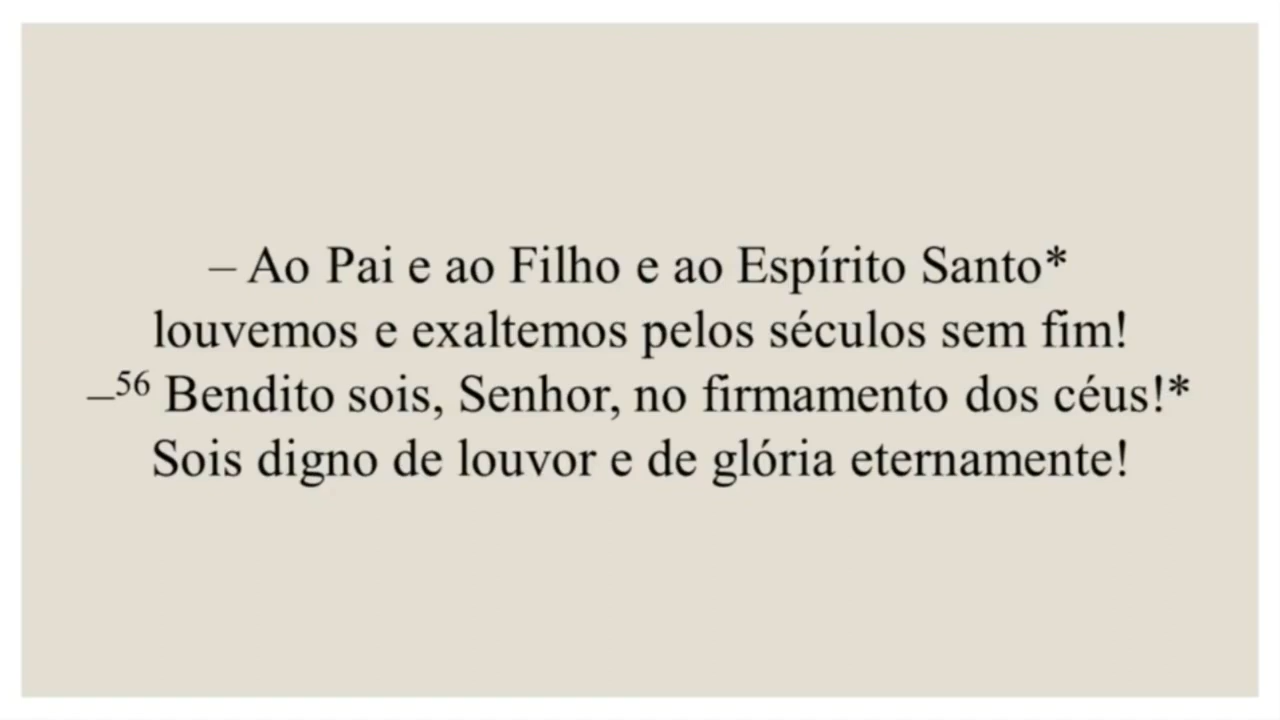 – Ao Pai e ao Filho e ao Espírito Santo*
louvemos e exaltemos pelos séculos sem fim!
–⁵⁶ Bendito sois, Senhor, no firmamento dos céus!*
Sois digno de louvor e de glória eternamente!